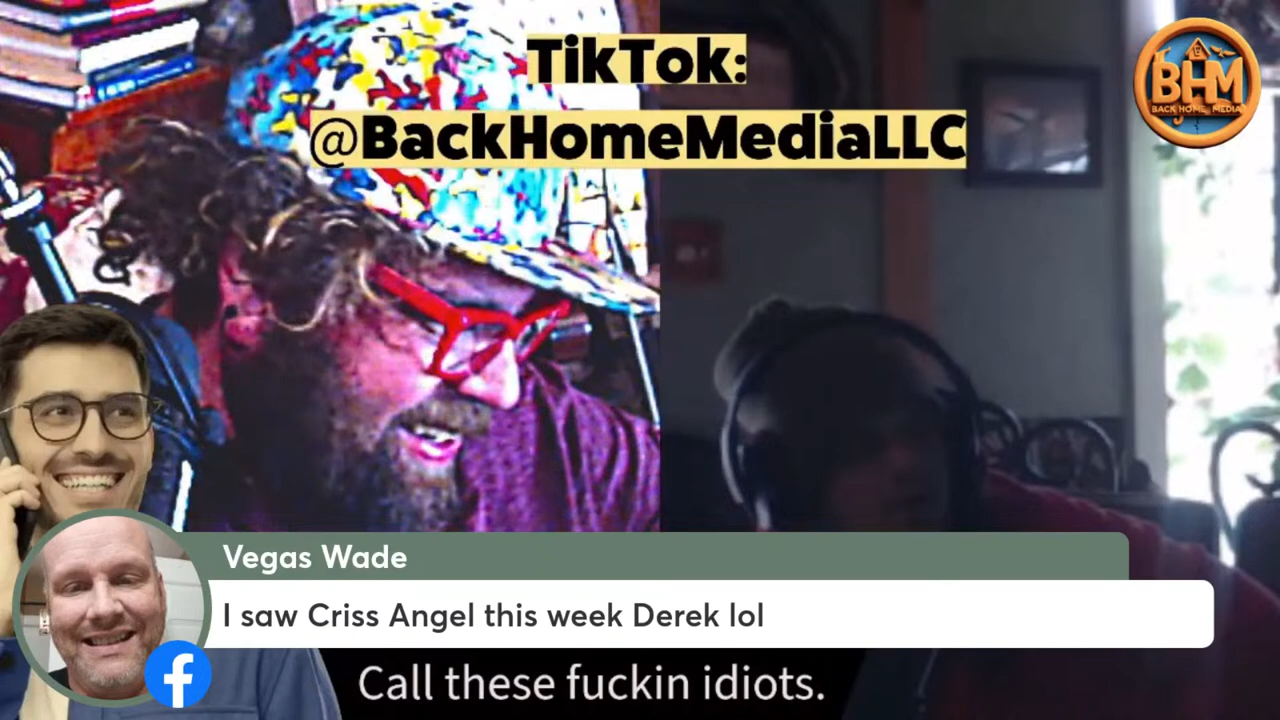 TikTok:
@BackHomeMediaLLC
BHM
BACK HOME MEDIA
Vegas Wade
I saw Criss Angel this week Derek lol
Call these fuckin idiots.